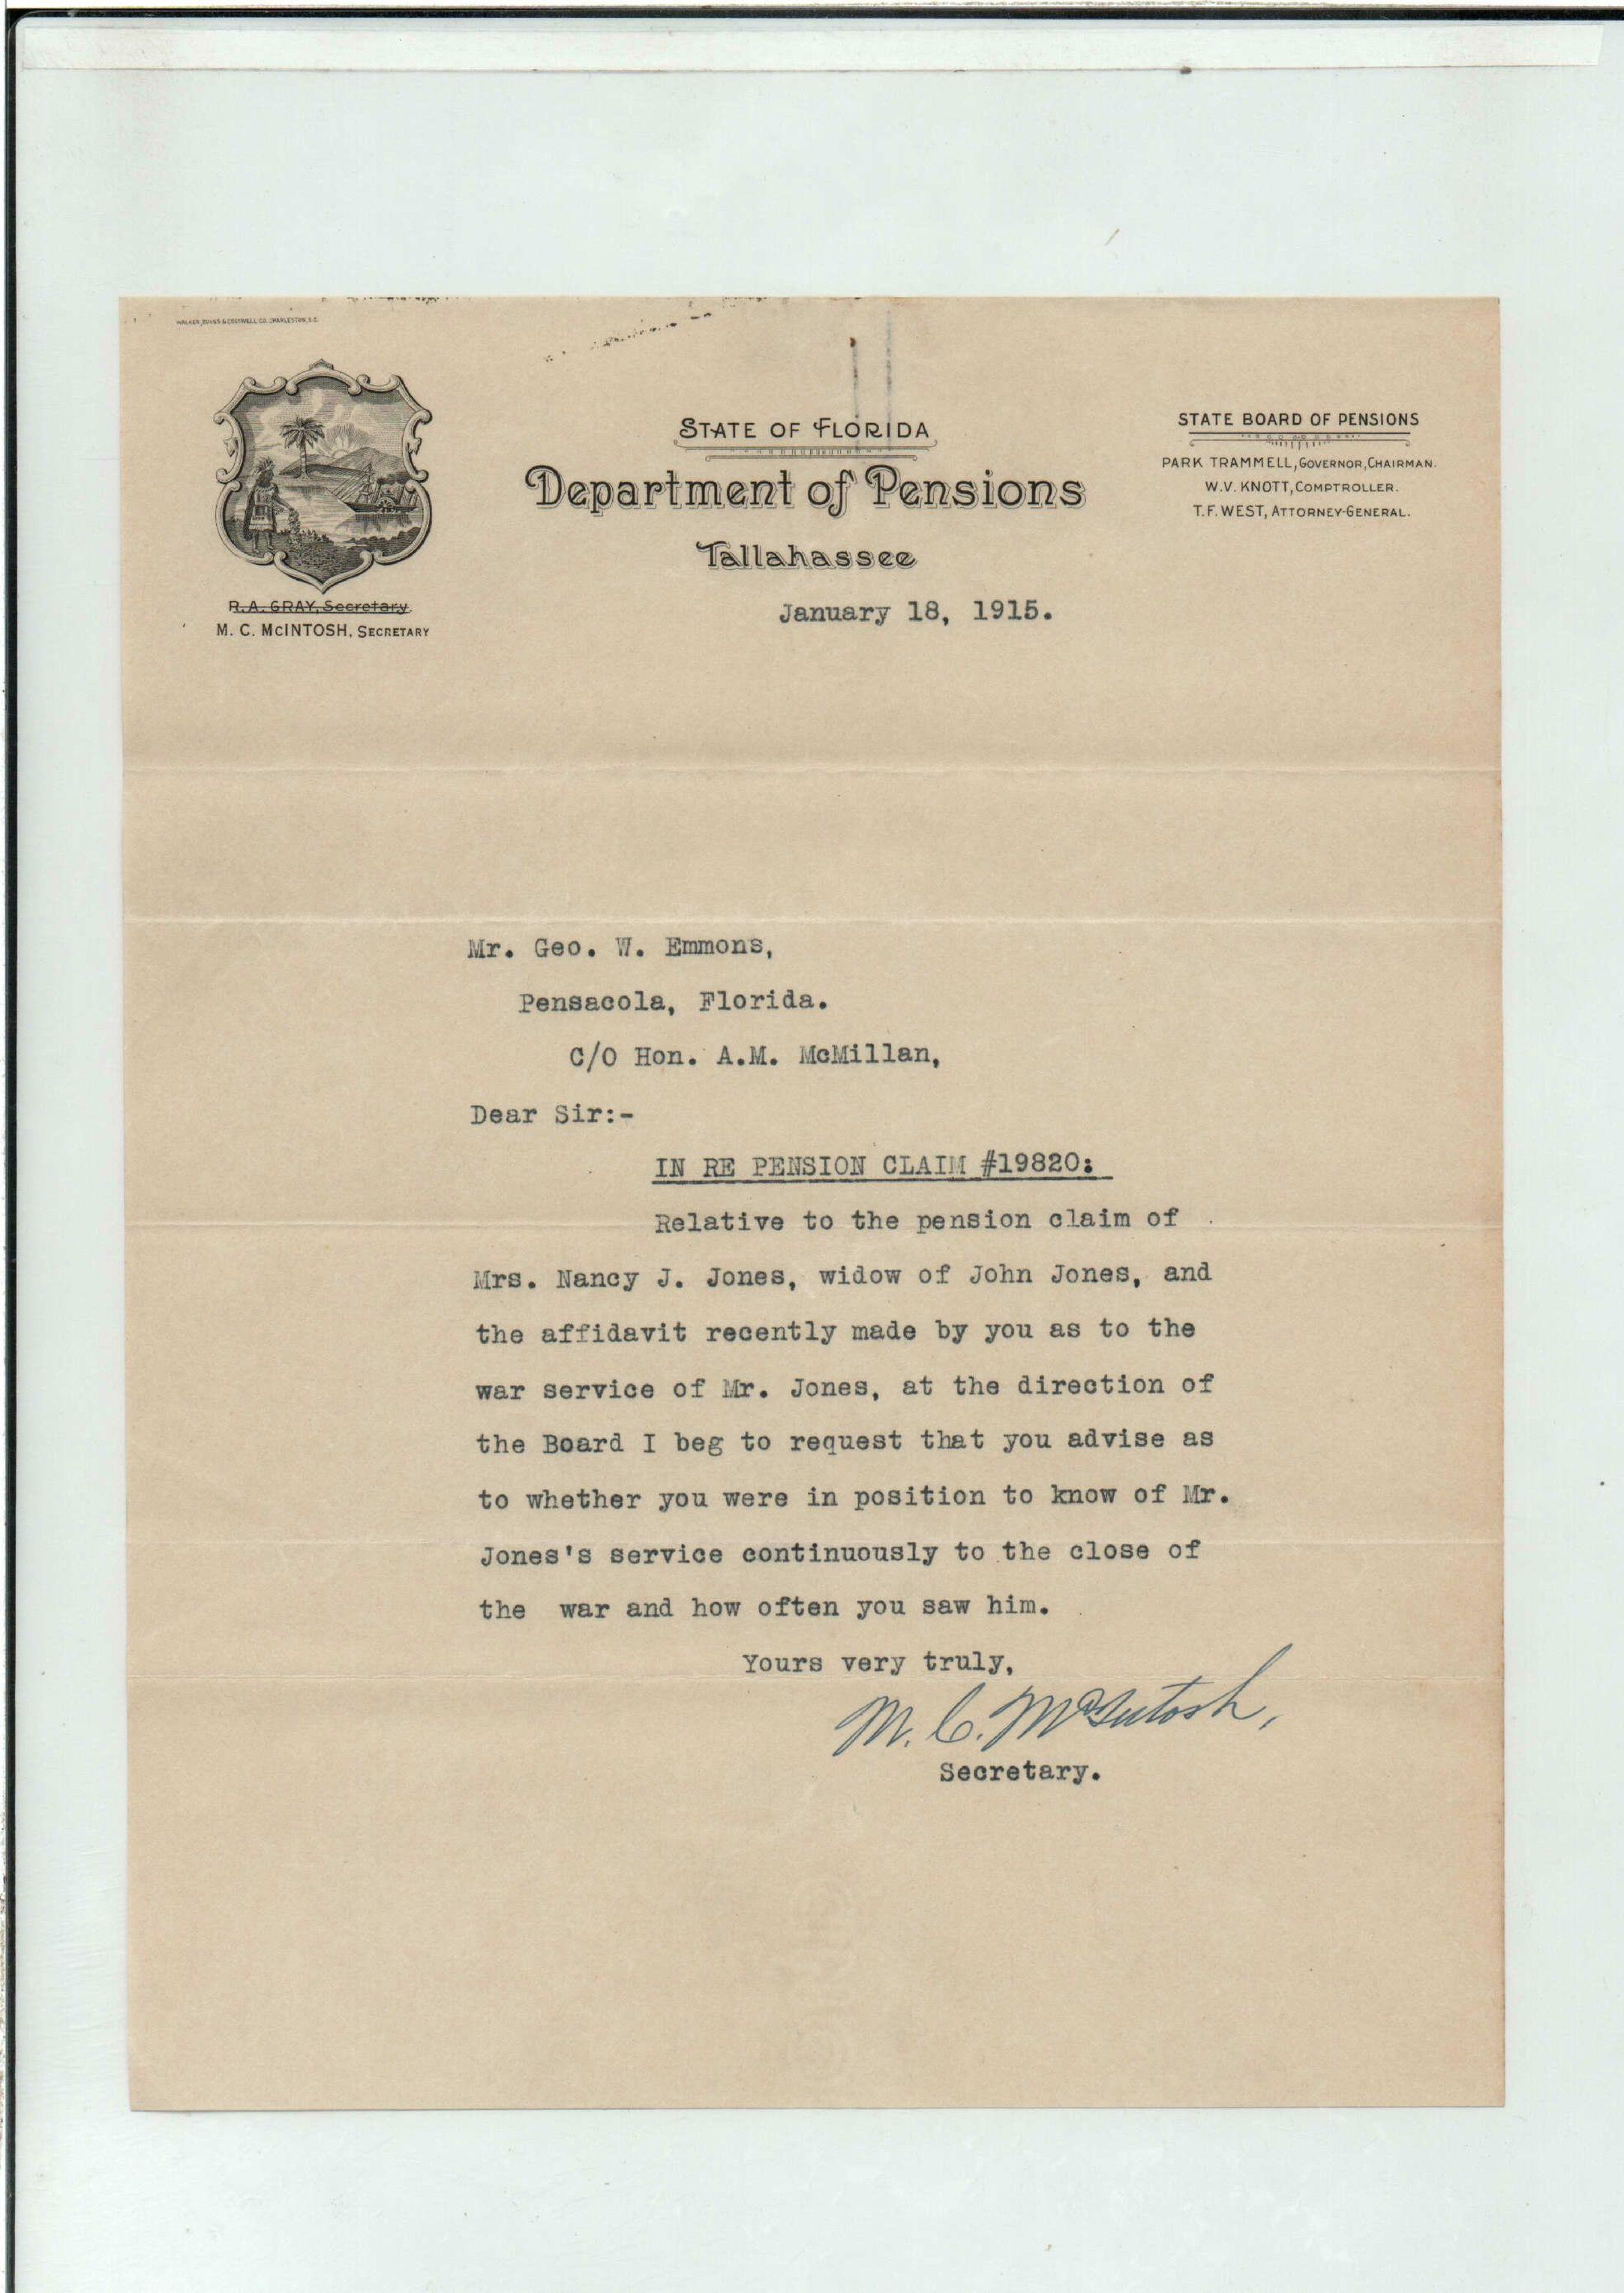 WALKER, EVANS & COGSWELL CO. CHARLESTON, S.C.
STATE OF FLORIDA
Department of Pensions
Tallahassee
STATE BOARD OF PENSIONS
PARK TRAMMELL, GOVERNOR, CHAIRMAN.
W.V. KNOTT, COMPTROLLER.
T.F. WEST, ATTORNEY-GENERAL.
R. A. GRAY, Secretary
M. C. McINTOSH, SECRETARY
January 18, 1915.
Mr. Geo. W. Emmons,
Pensacola, Florida.
C/O Hon. A.M. McMillan,
Dear Sir:-
IN RE PENSION CLAIM #19820:
Relative to the pension claim of
Mrs. Nancy J. Jones, widow of John Jones, and
the affidavit recently made by you as to the
war service of Mr. Jones, at the direction of
the Board I beg to request that you advise as
to whether you were in position to know of Mr.
Jones's service continuously to the close of
the war and how often you saw him.
Yours very truly,
M. C. McIntosh,
Secretary.